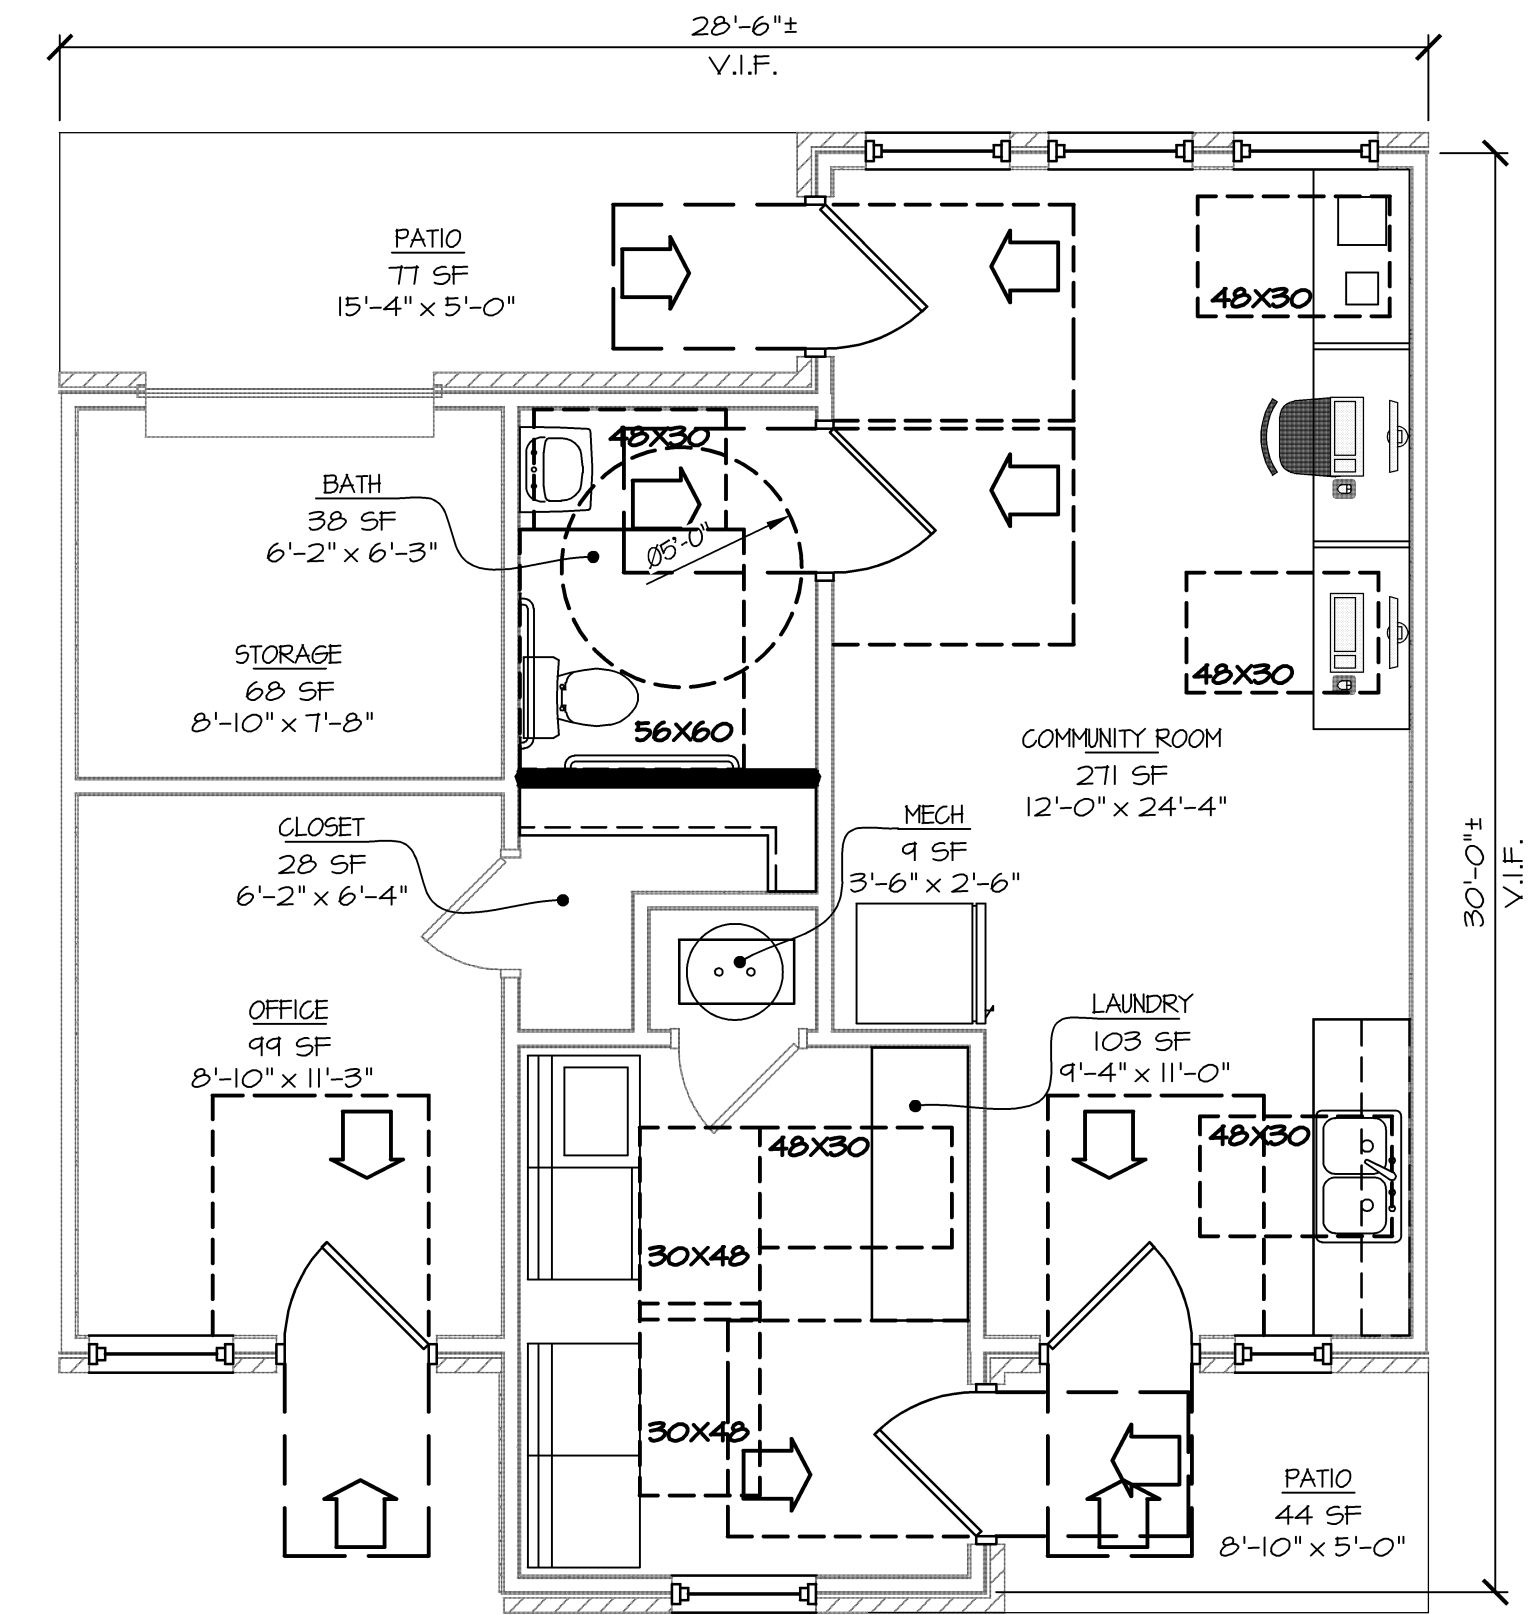 28'-6"±
V.I.F.
PATIO
77 SF
15'-4" x 5'-0"
48X30
48X30
BATH
38 SF
6'-2" x 6'-3"
Ø5'-0"
STORAGE
68 SF
8'-10" x 7'-8"
48X30
56X60
COMMUNITY ROOM
271 SF
12'-0" x 24'-4"
CLOSET
28 SF
6'-2" x 6'-4"
MECH
9 SF
3'-6" x 2'-6"
30'-0"±
V.I.F.
OFFICE
99 SF
8'-10" x 11'-3"
LAUNDRY
103 SF
9'-4" x 11'-0"
48X30
48X30
30X48
30X48
PATIO
44 SF
8'-10" x 5'-0"